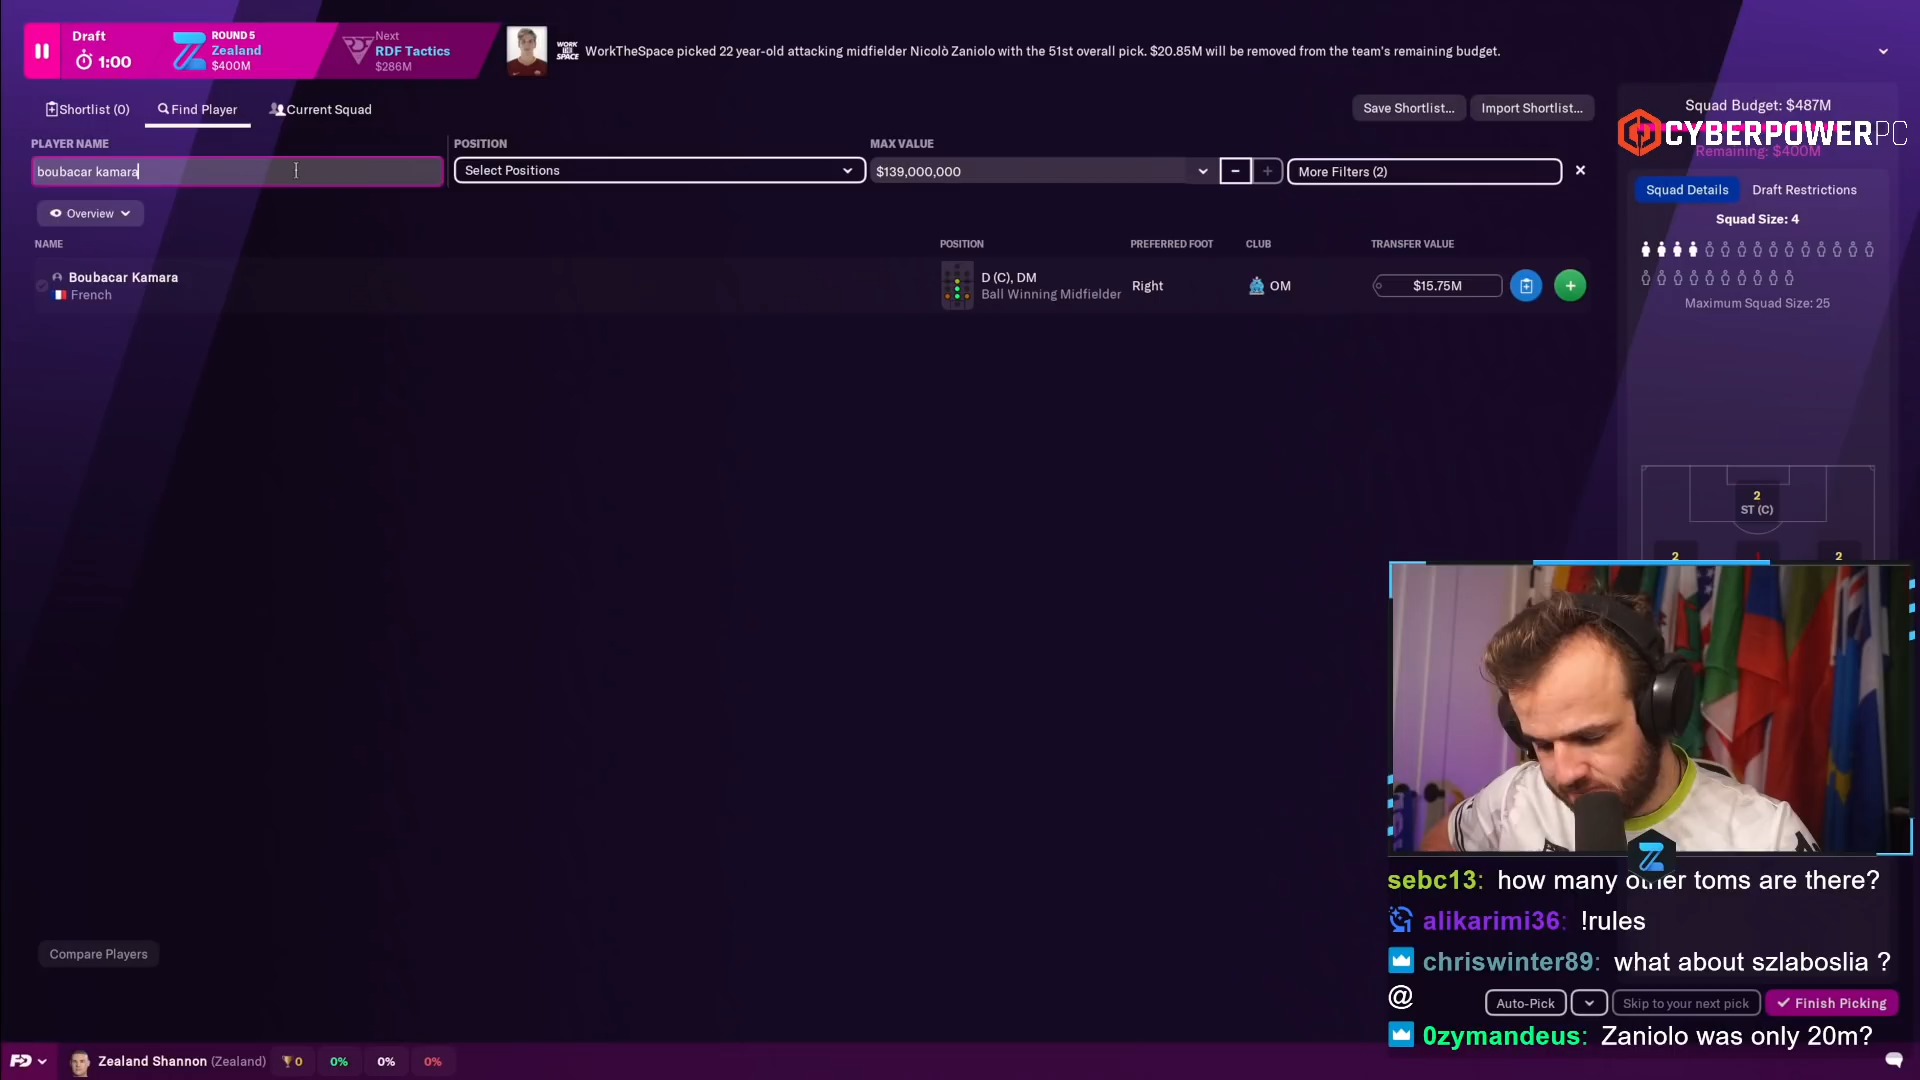 Draft
1:00
ROUND 5
Zealand
$400M
Next
RDF Tactics
$286M
WORK THE SPACE
WorkTheSpace picked 22 year-old attacking midfielder Nicolò Zaniolo with the 51st overall pick. $20.85M will be removed from the team's remaining budget.
Shortlist (0)
Find Player
Current Squad
Save Shortlist...
Import Shortlist...
Squad Budget: $487M
CYBERPOWERPC
Remaining: $400M
PLAYER NAME
POSITION
MAX VALUE
boubacar kamara
Select Positions
$139,000,000
More Filters (2)
Squad Details
Draft Restrictions
Overview
Squad Size: 4
NAME
POSITION
PREFERRED FOOT
CLUB
TRANSFER VALUE
Boubacar Kamara
French
D (C), DM
Ball Winning Midfielder
Right
OM
$15.75M
Maximum Squad Size: 25
2
ST (C)
2
1
2
sebc13: how many other toms are there?
alikarimi36: !rules
chriswinter89: what about szlaboslia ?
@
0zymandeus: Zaniolo was only 20m?
Compare Players
Auto-Pick
Skip to your next pick
Finish Picking
FD
Zealand Shannon (Zealand)
0
0%
0%
0%